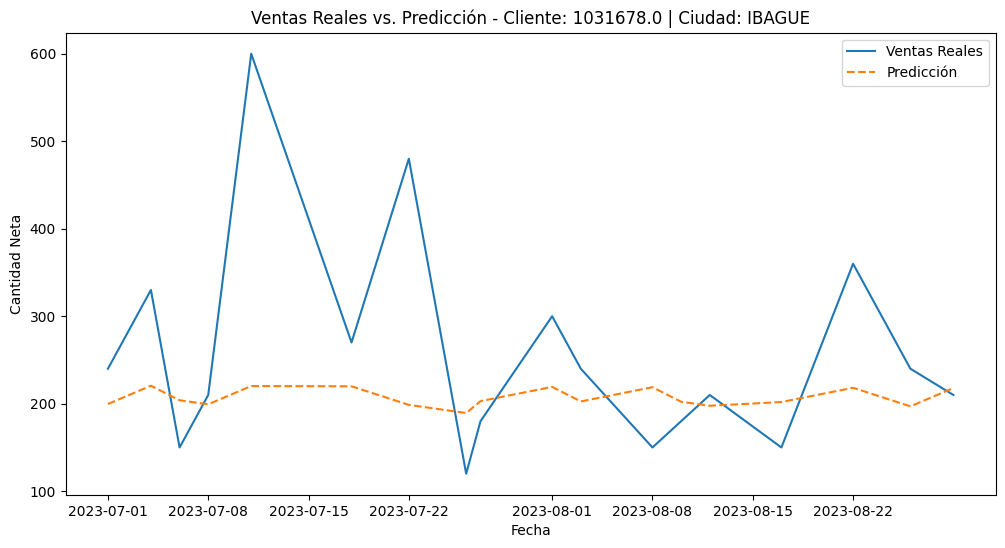 Ventas Reales vs. Predicción - Cliente: 1031678.0 | Ciudad: IBAGUE
Ventas Reales
Predicción
600
500
400
300
200
100
Cantidad Neta
2023-07-01
2023-07-08
2023-07-15
2023-07-22
2023-08-01
2023-08-08
2023-08-15
2023-08-22
Fecha